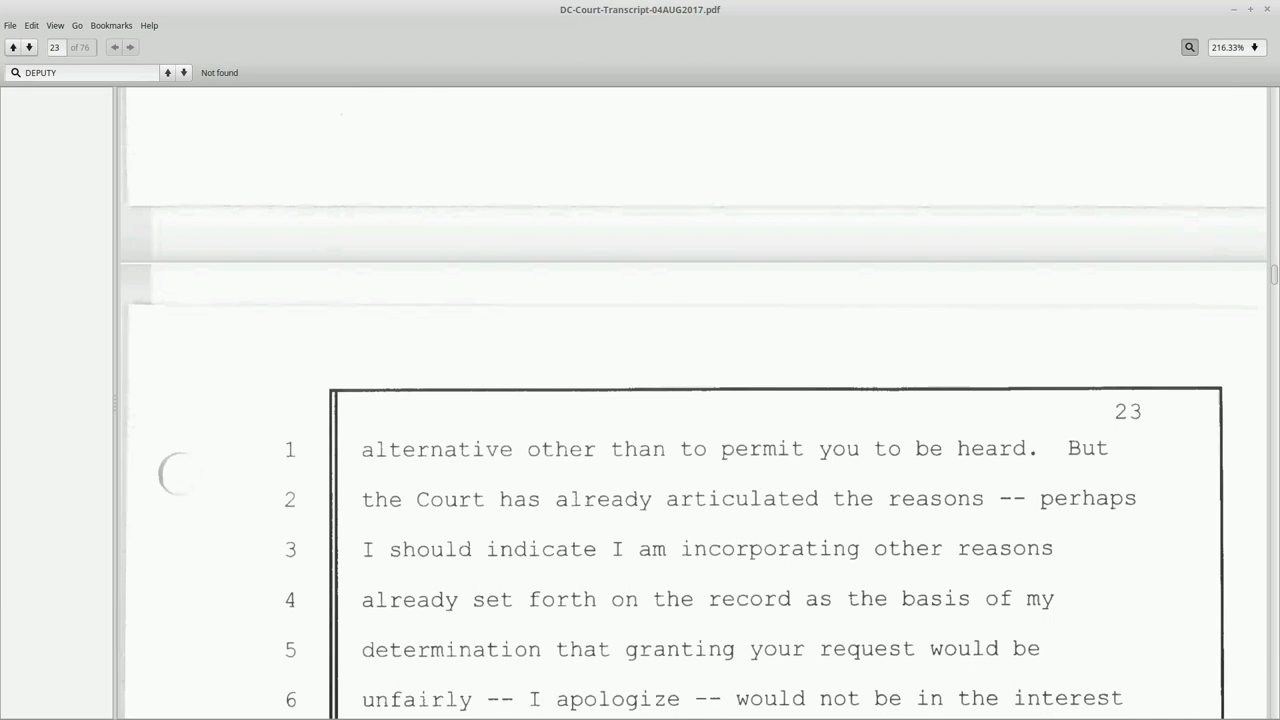 DC-Court-Transcript-04AUG2017.pdf
File Edit View Go Bookmarks Help
23 of 76 216.33%
DEPUTY Not found
23
1 alternative other than to permit you to be heard. But
2 the Court has already articulated the reasons -- perhaps
3 I should indicate I am incorporating other reasons
4 already set forth on the record as the basis of my
5 determination that granting your request would be
6 unfairly -- I apologize -- would not be in the interest